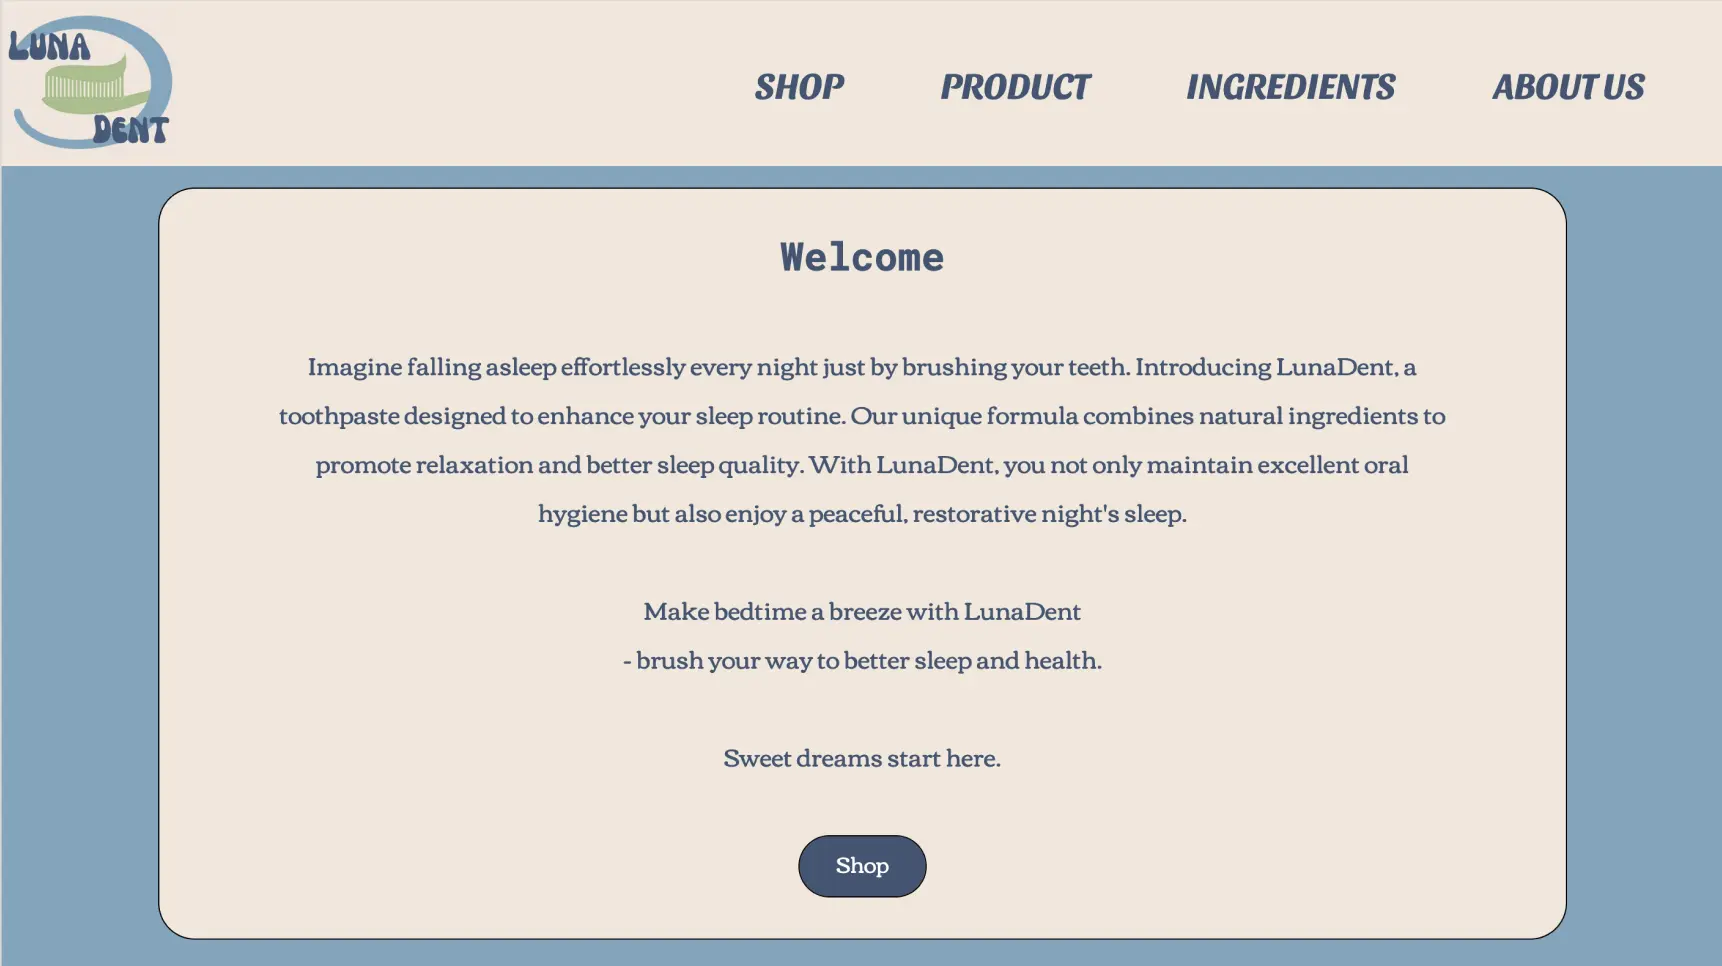 LUNA
DENT
SHOP
PRODUCT
INGREDIENTS
ABOUT US
Welcome
Imagine falling asleep effortlessly every night just by brushing your teeth. Introducing LunaDent, a
toothpaste designed to enhance your sleep routine. Our unique formula combines natural ingredients to
promote relaxation and better sleep quality. With LunaDent, you not only maintain excellent oral
hygiene but also enjoy a peaceful, restorative night's sleep.
Make bedtime a breeze with LunaDent
- brush your way to better sleep and health.
Sweet dreams start here.
Shop